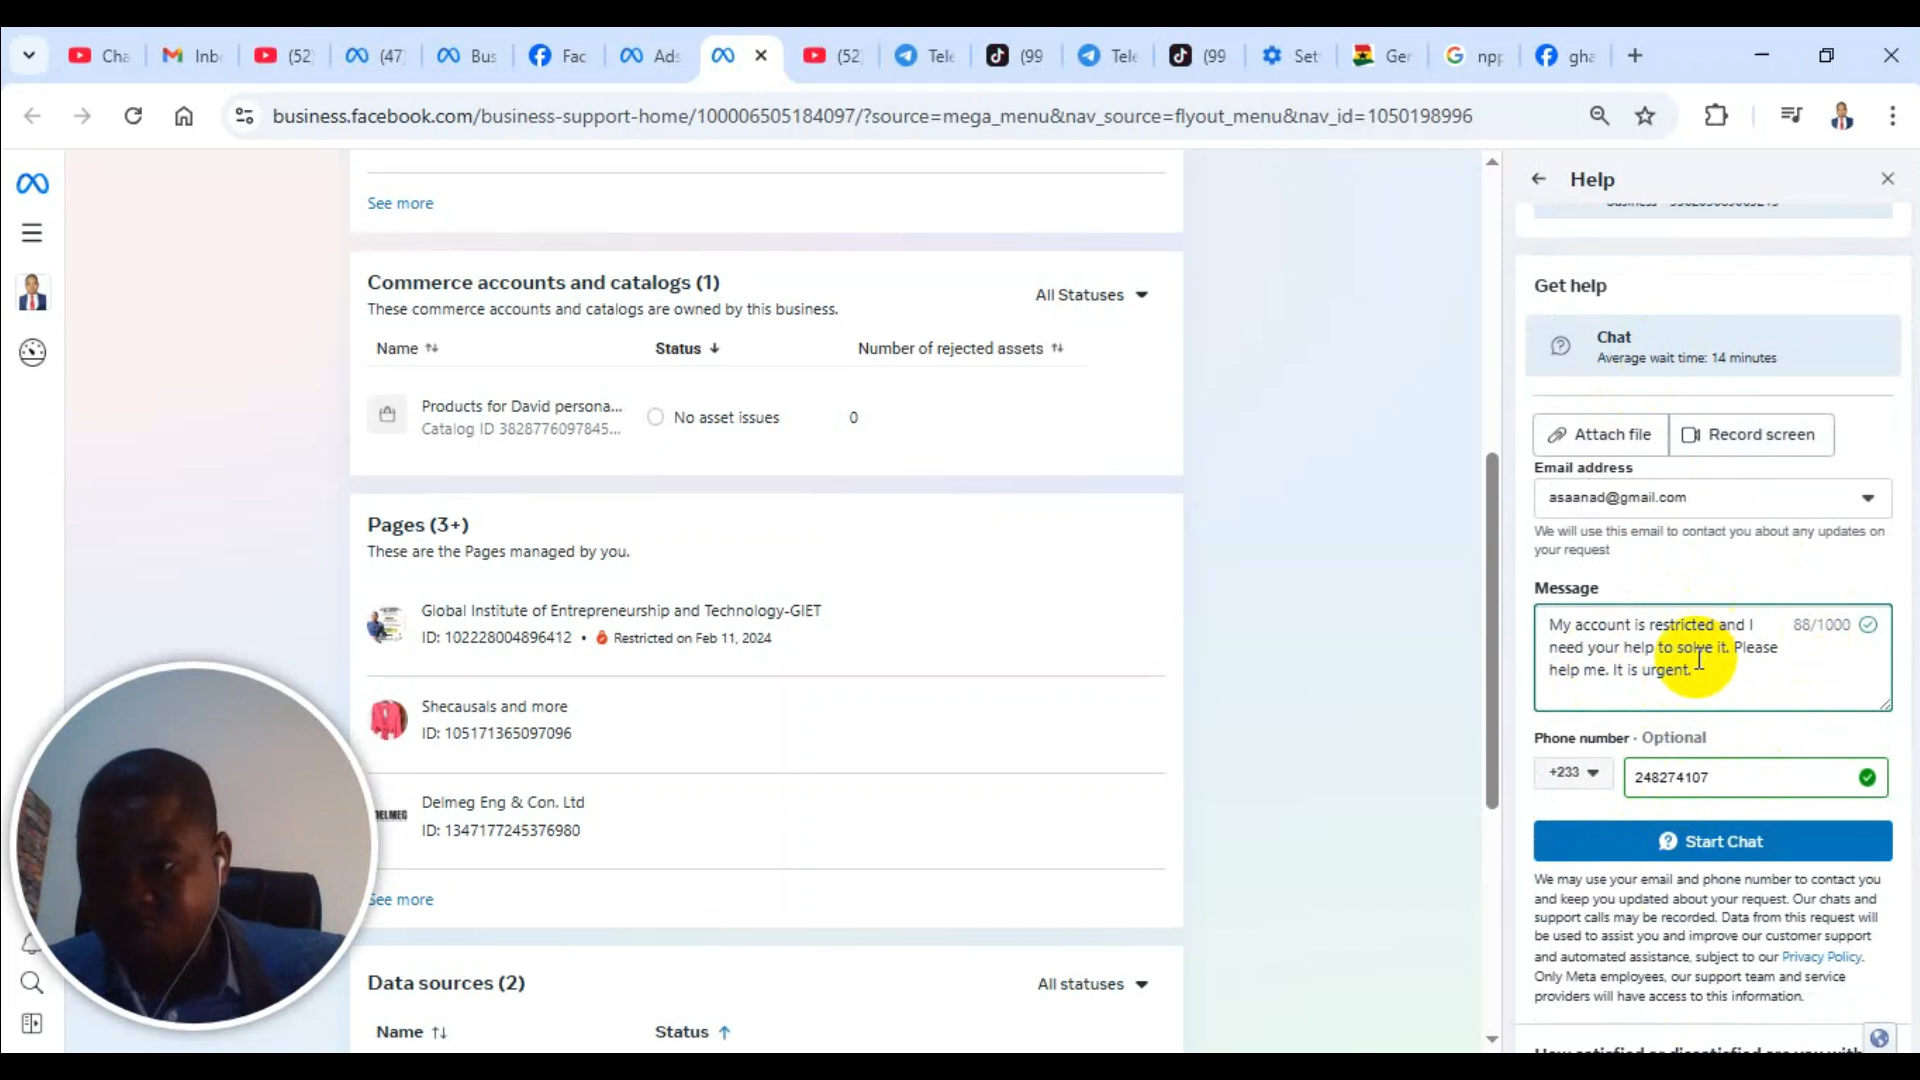 Cha
Inb
(52
(47
Bus
Fac
Ads
(52
Tele
(99
Tele
(99
Set
Ger
npp
gha
business.facebook.com/business-support-home/100006505184097/?source=mega_menu&nav_source=flyout_menu&nav_id=1050198996
See more
Commerce accounts and catalogs (1)
These commerce accounts and catalogs are owned by this business.
All Statuses
Name
Status
Number of rejected assets
Products for David persona...
Catalog ID 3828776097845...
No asset issues
0
Pages (3+)
These are the Pages managed by you.
Global Institute of Entrepreneurship and Technology-GIET
ID: 102228004896412 • Restricted on Feb 11, 2024
Shecausals and more
ID: 105171365097096
DELMEG
Delmeg Eng & Con. Ltd
ID: 1347177245376980
See more
Data sources (2)
All statuses
Name
Status
Help
Get help
Chat
Average wait time: 14 minutes
Attach file
Record screen
Email address
asaanad@gmail.com
We will use this email to contact you about any updates on
your request
Message
My account is restricted and I
need your help to solve it. Please
help me. It is urgent.
88/1000
Phone number · Optional
+233
248274107
Start Chat
We may use your email and phone number to contact you
and keep you updated about your request. Our chats and
support calls may be recorded. Data from this request will
be used to assist you and improve our customer support
and automated assistance, subject to our Privacy Policy.
Only Meta employees, our support team and service
providers will have access to this information.
How satisfied or dissatisfied are you with